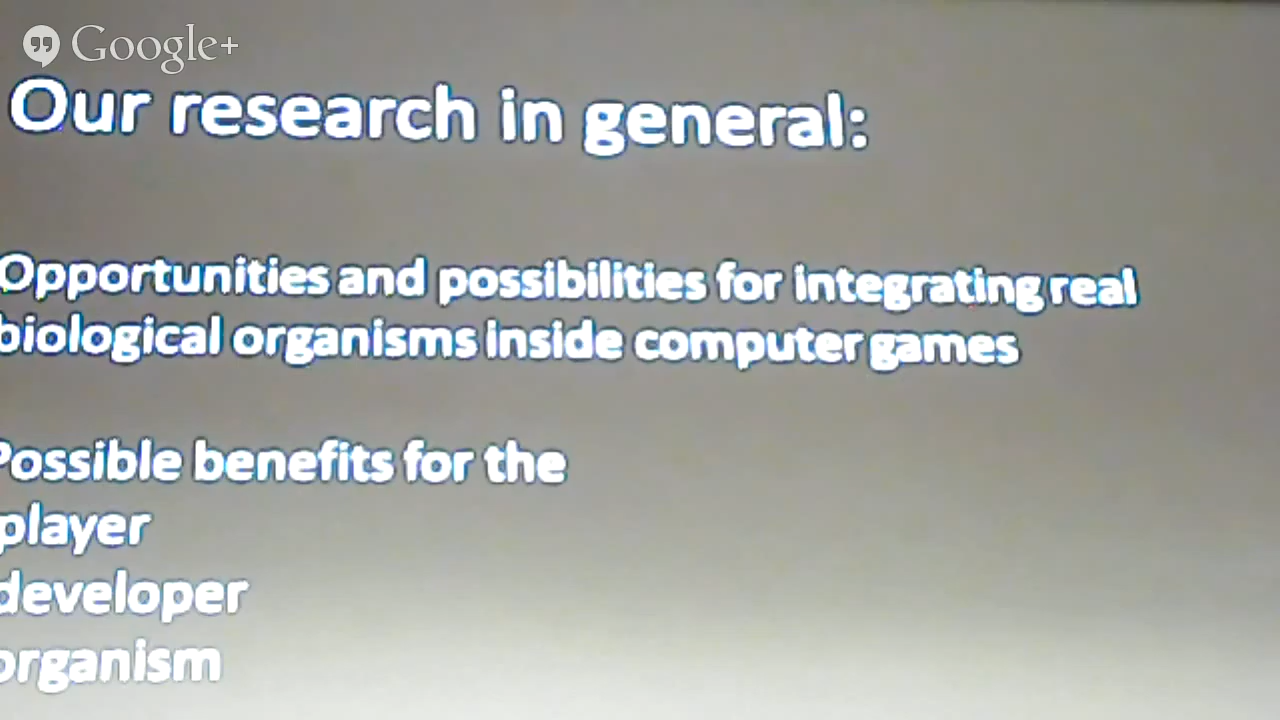 Google+
Our research in general:
Opportunities and possibilities for integrating real
biological organisms inside computer games
Possible benefits for the
player
developer
organism